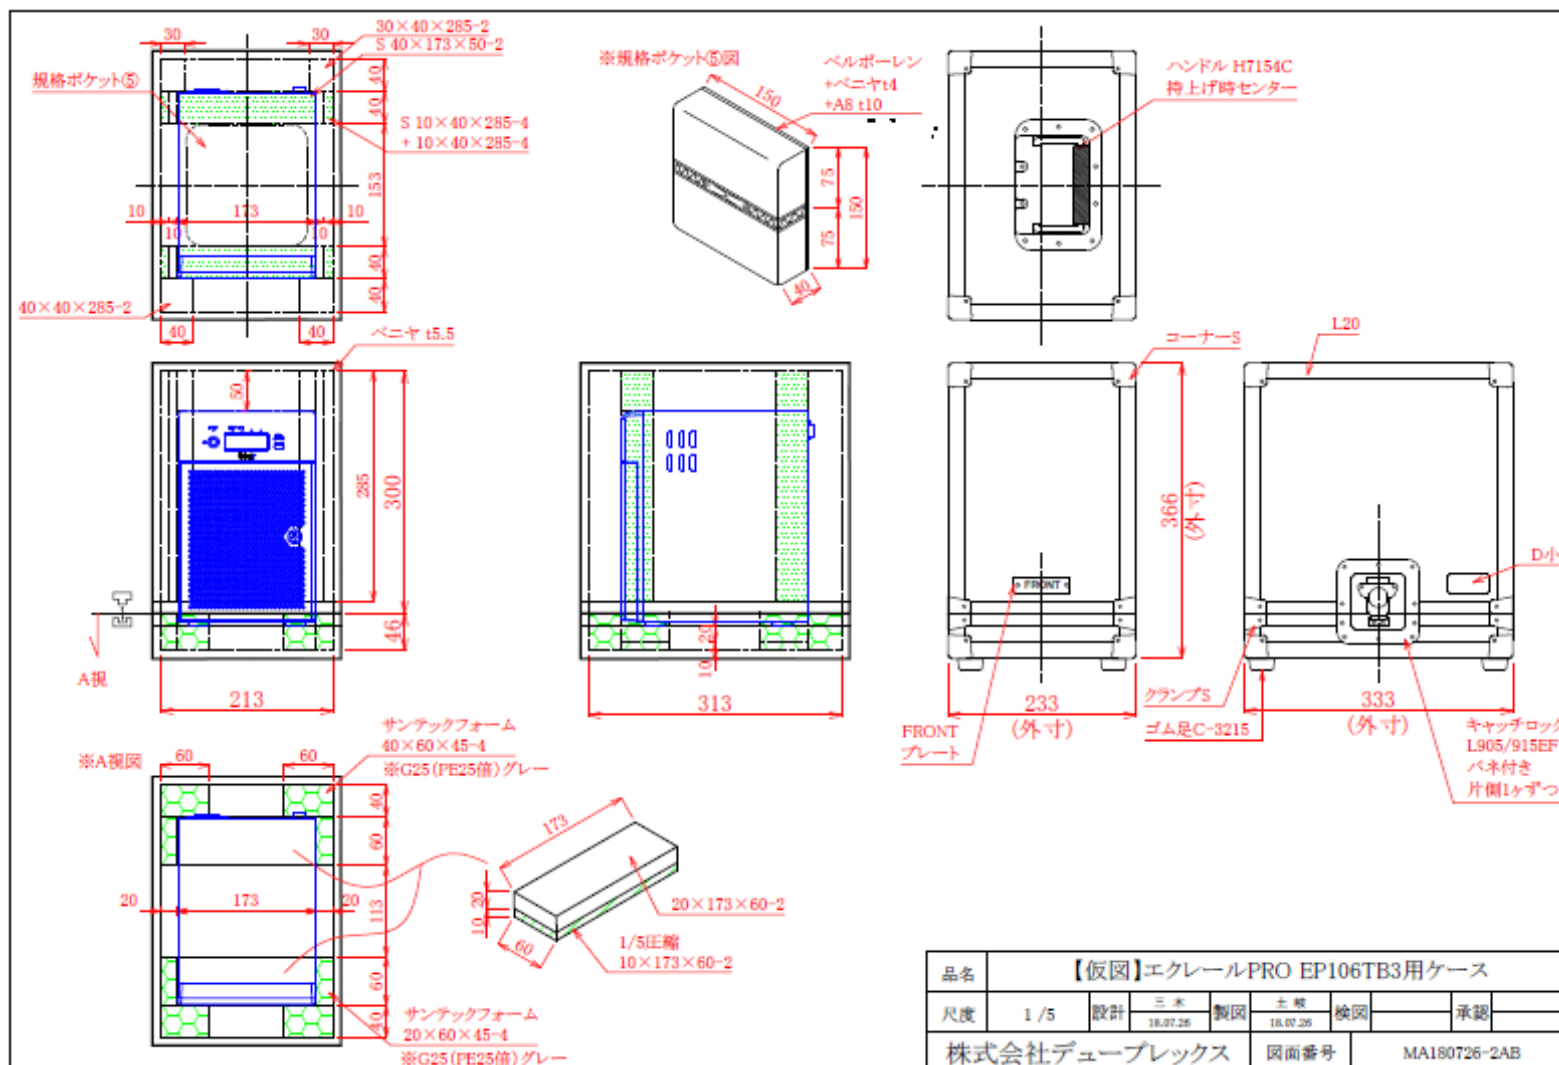 30×40×285-2
S 40×173×50-2
30
30
規格ポケット⑤
40
40
S 10×40×285-4
+ 10×40×285-4
153
10
173
10
10
10
40
40
40×40×285-2
40
40
※規格ポケット⑤図
ベルポーレン
+ベニヤt4
+A8 t10
150
75
150
75
40
ハンドル H7154C
持上げ時センター
ベニヤ t5.5
50
285
300
46
A視
213
20
10
313
コーナーS
L20
366
(外寸)
FRONT
D小
233
(外寸)
FRONT
プレート
クランプS
ゴム足C-3215
333
(外寸)
キャッチロック
L905/915EF
バネ付き
片側1ヶずつ
※A視図
60
60
サンテックフォーム
40×60×45-4
※G25(PE25倍)グレー
40
60
20
173
20
113
60
40
173
20
10
60
20×173×60-2
1/5圧縮
10×173×60-2
サンテックフォーム
20×60×45-4
※G25(PE25倍)グレー
品名 【仮図】エクレールPRO EP106TB3用ケース
尺度 1 /5 設計 三木 18.07.26 製図 土岐 18.07.26 検図 承認
株式会社デュープレックス 図面番号 MA180726-2AB